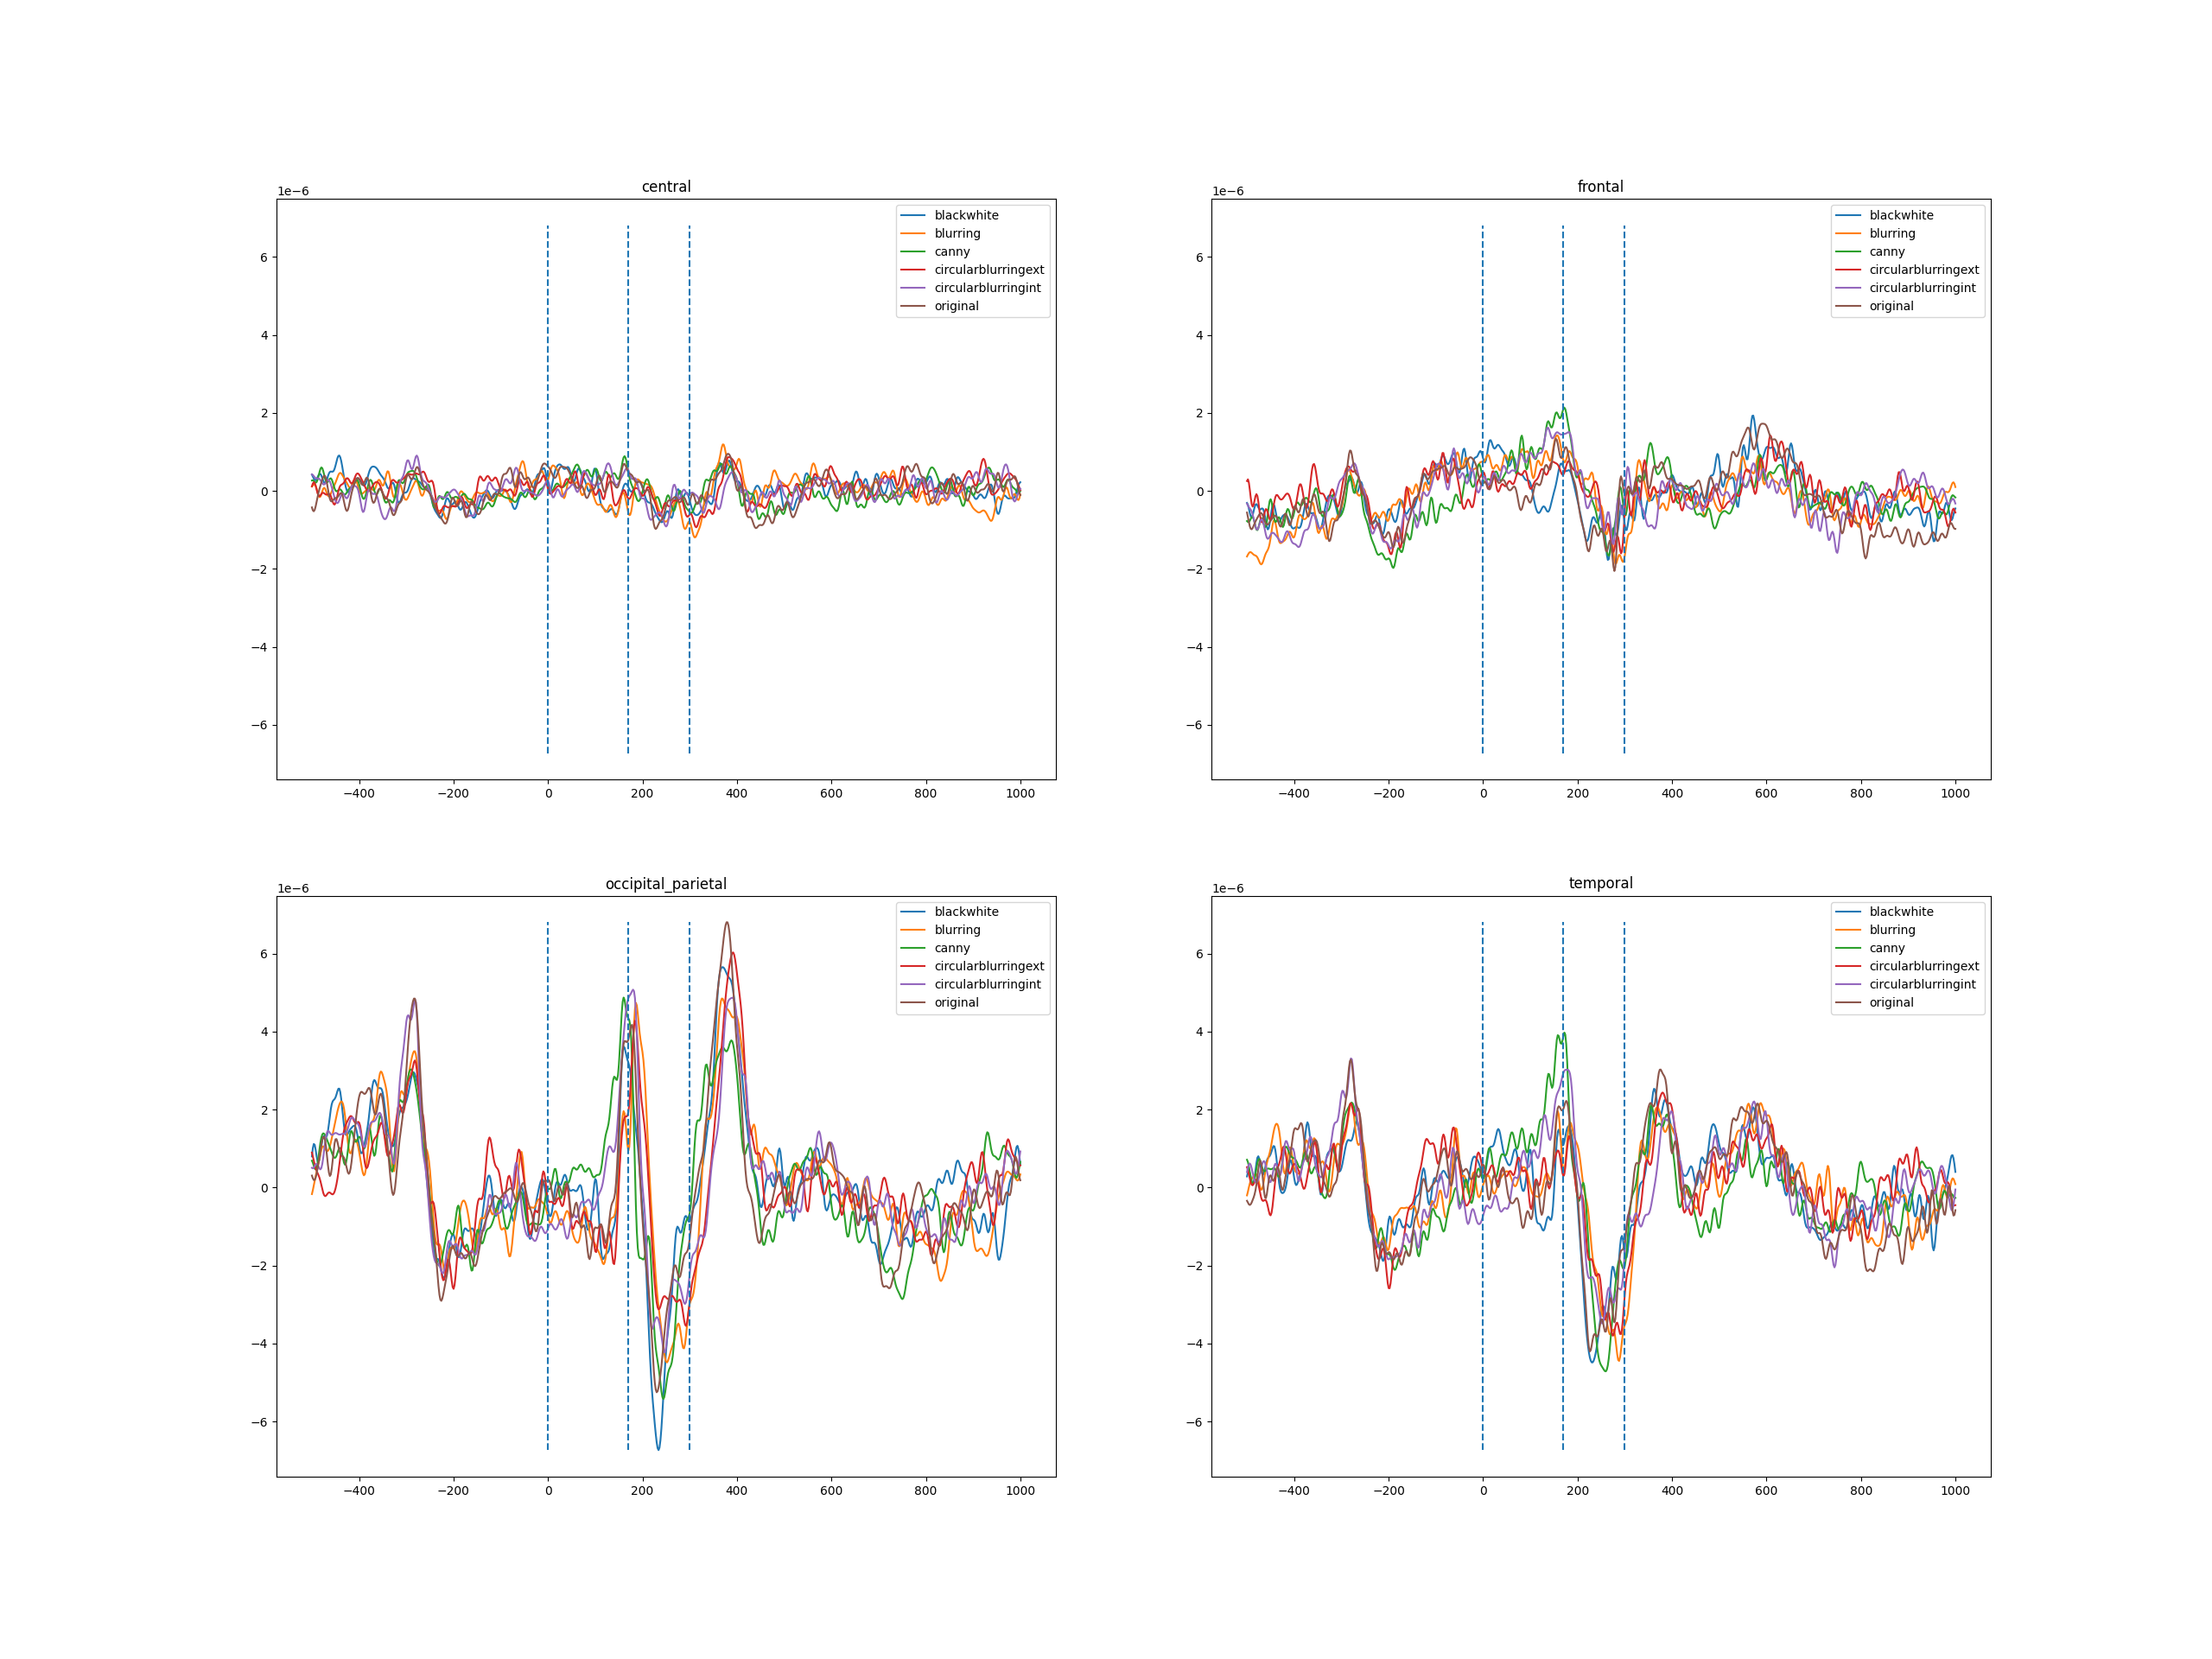 central
1e−6
6
4
2
0
−2
−4
−6
−400 −200 0 200 400 600 800 1000
blackwhite
blurring
canny
circularblurringext
circularblurringint
original
frontal
1e−6
6
4
2
0
−2
−4
−6
−400 −200 0 200 400 600 800 1000
blackwhite
blurring
canny
circularblurringext
circularblurringint
original
occipital_parietal
1e−6
6
4
2
0
−2
−4
−6
−400 −200 0 200 400 600 800 1000
blackwhite
blurring
canny
circularblurringext
circularblurringint
original
temporal
1e−6
6
4
2
0
−2
−4
−6
−400 −200 0 200 400 600 800 1000
blackwhite
blurring
canny
circularblurringext
circularblurringint
original